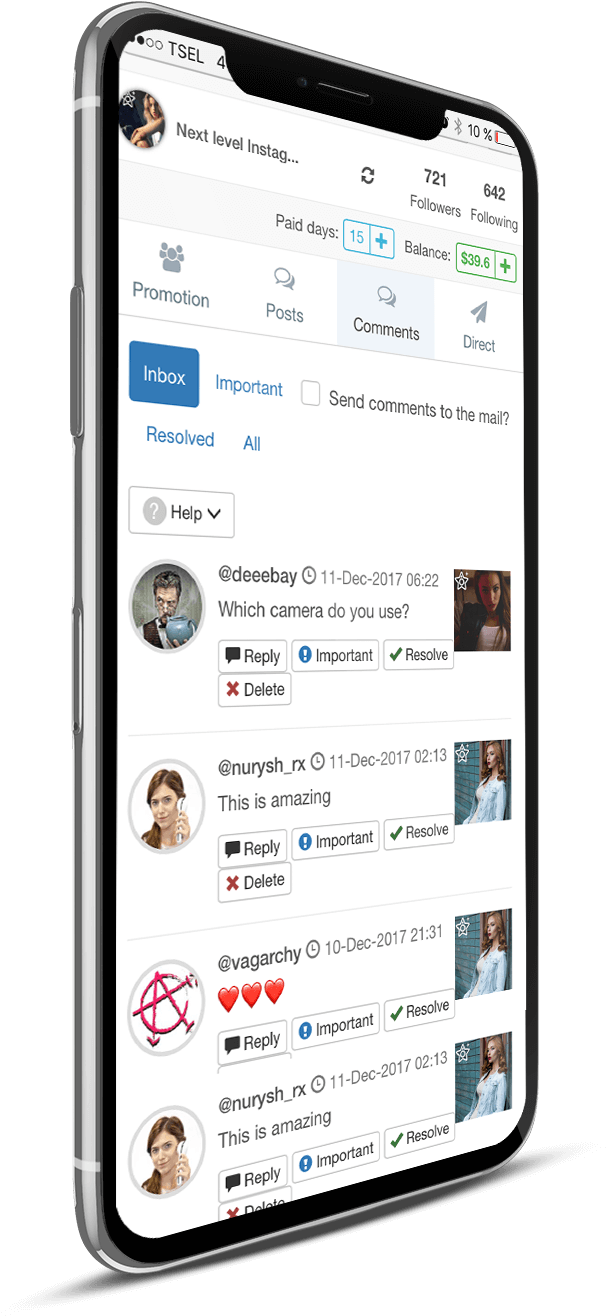 TSEL 4
10 %
Next level Instag...
721
Followers
642
Following
Paid days: 15
Balance: $39.6
Promotion
Posts
Comments
Direct
Inbox
Important
Send comments to the mail?
Resolved
All
? Help
@deeebay 11-Dec-2017 06:22
Which camera do you use?
Reply Important Resolve
Delete
@nurysh_rx 11-Dec-2017 02:13
This is amazing
Reply Important Resolve
Delete
@vagarchy 10-Dec-2017 21:31
❤️❤️❤️
Reply Important Resolve
@nurysh_rx 11-Dec-2017 02:13
This is amazing
Reply Important Resolve
Delete